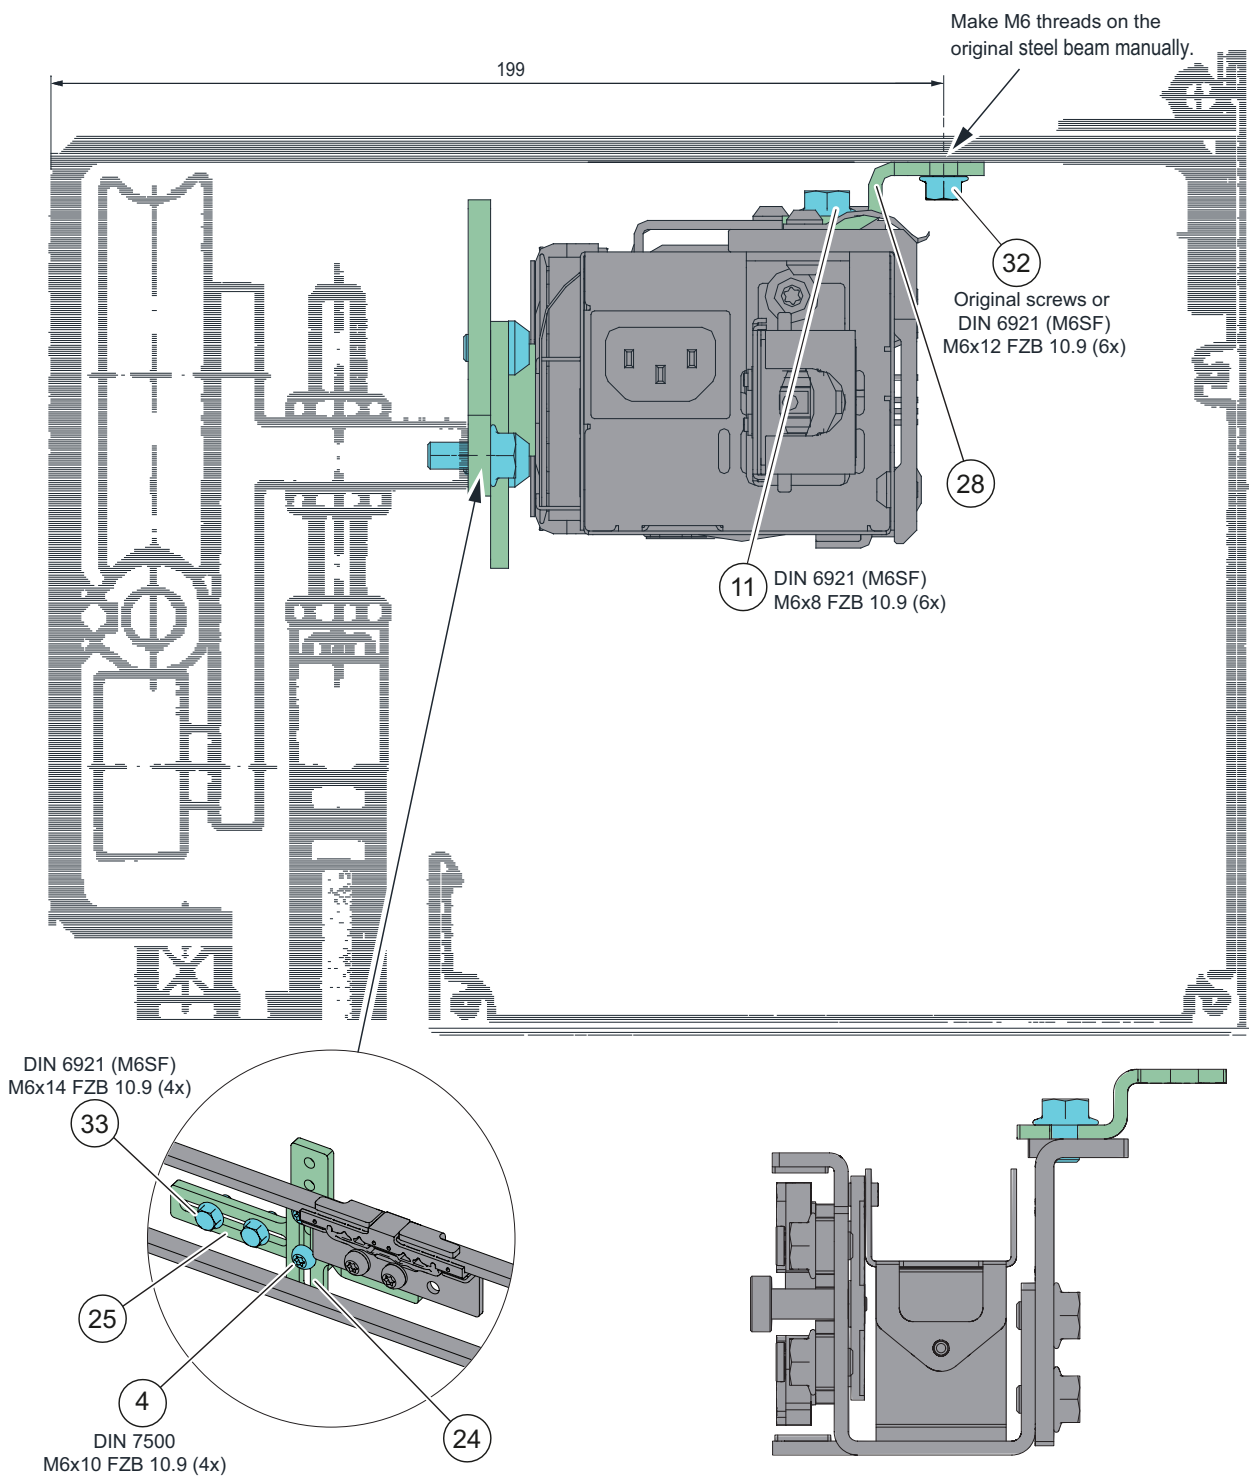 Make M6 threads on the
original steel beam manually.
199
32
Original screws or
DIN 6921 (M6SF)
M6x12 FZB 10.9 (6x)
28
11
DIN 6921 (M6SF)
M6x8 FZB 10.9 (6x)
DIN 6921 (M6SF)
M6x14 FZB 10.9 (4x)
33
25
4
DIN 7500
M6x10 FZB 10.9 (4x)
24